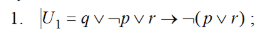 1. U₁ = q ∨ ¬p ∨ r → ¬(p ∨ r) ;